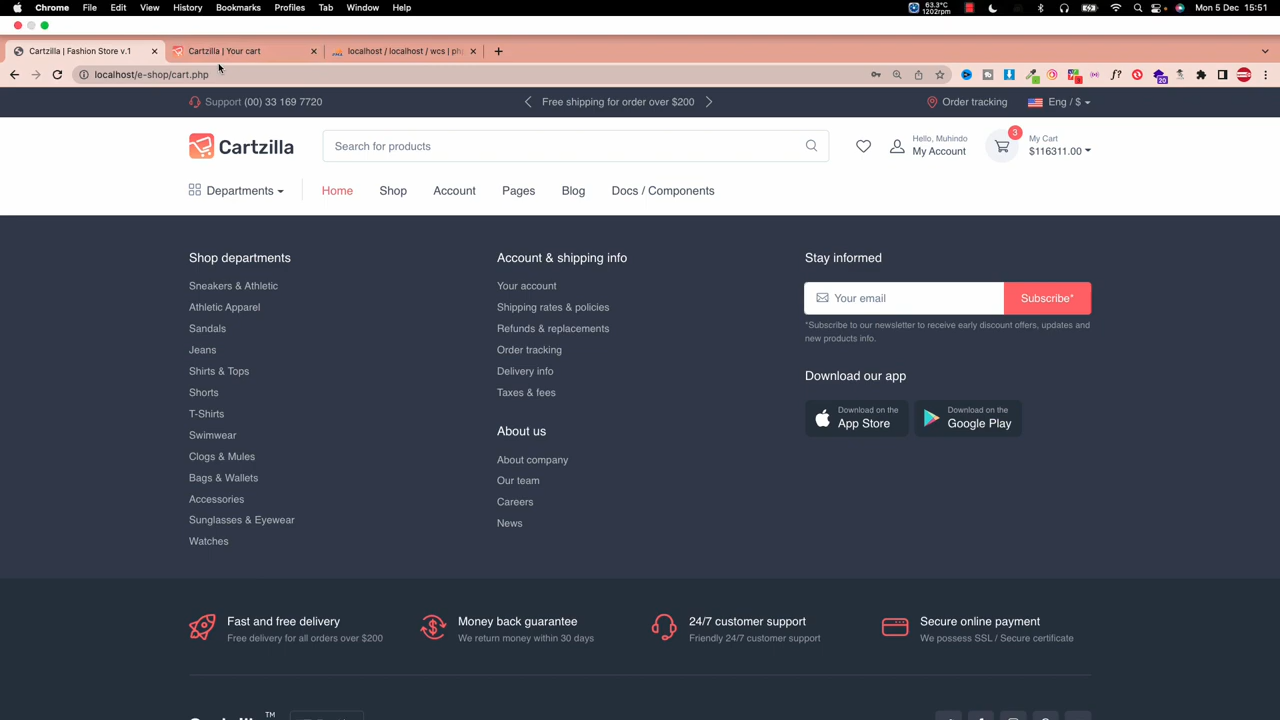 Chrome File Edit View History Bookmarks Profiles Tab Window Help 63.3°C 1202rpm Mon 5 Dec 15:51
Cartzilla | Fashion Store v.1 Cartzilla | Your cart localhost / localhost / wcs | ph
localhost/e-shop/cart.php 20
Support (00) 33 169 7720 Free shipping for order over $200 Order tracking Eng / $
Cartzilla Search for products Hello, Muhindo My Account 3 My Cart $116311.00
Departments Home Shop Account Pages Blog Docs / Components
Shop departments
Sneakers & Athletic
Athletic Apparel
Sandals
Jeans
Shirts & Tops
Shorts
T-Shirts
Swimwear
Clogs & Mules
Bags & Wallets
Accessories
Sunglasses & Eyewear
Watches
Account & shipping info
Your account
Shipping rates & policies
Refunds & replacements
Order tracking
Delivery info
Taxes & fees
About us
About company
Our team
Careers
News
Stay informed
Your email Subscribe*
*Subscribe to our newsletter to receive early discount offers, updates and
new products info.
Download our app
Download on the
App Store
Download on the
Google Play
Fast and free delivery
Free delivery for all orders over $200
Money back guarantee
We return money within 30 days
24/7 customer support
Friendly 24/7 customer support
Secure online payment
We possess SSL / Secure certificate
TM